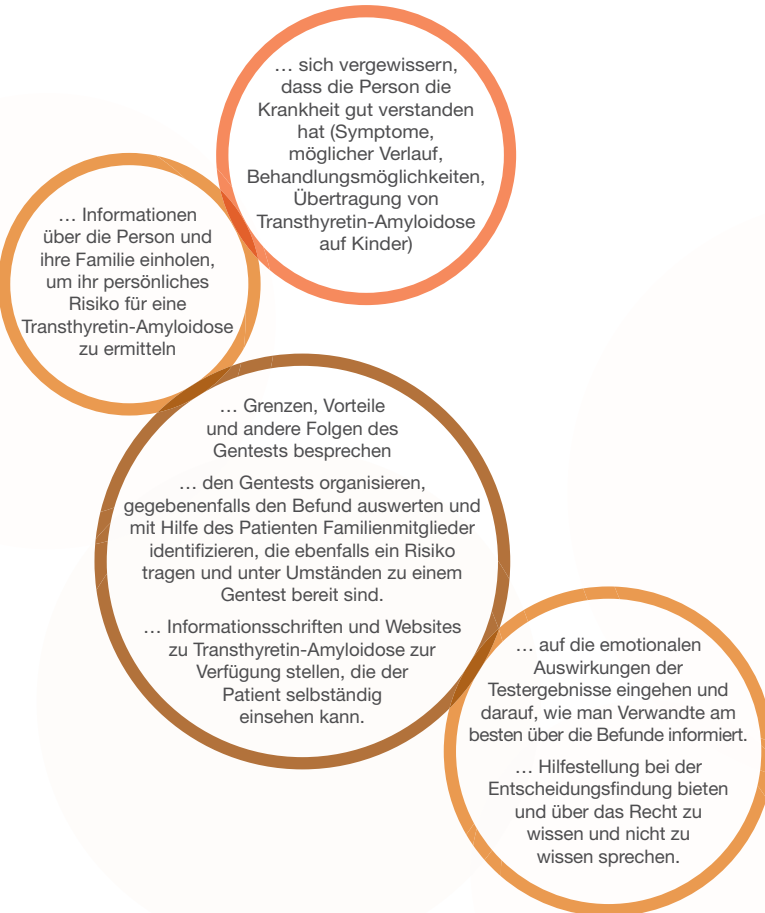 … sich vergewissern,
dass die Person die
Krankheit gut verstanden
hat (Symptome,
möglicher Verlauf,
Behandlungsmöglichkeiten,
Übertragung von
Transthyretin-Amyloidose
auf Kinder)
… Informationen
über die Person und
ihre Familie einholen,
um ihr persönliches
Risiko für eine
Transthyretin-Amyloidose
zu ermitteln
… Grenzen, Vorteile
und andere Folgen des
Gentests besprechen
… den Gentests organisieren,
gegebenenfalls den Befund auswerten und
mit Hilfe des Patienten Familienmitglieder
identifizieren, die ebenfalls ein Risiko
tragen und unter Umständen zu einem
Gentest bereit sind.
… Informationsschriften und Websites
zu Transthyretin-Amyloidose zur
Verfügung stellen, die der
Patient selbständig
einsehen kann.
… auf die emotionalen
Auswirkungen der
Testergebnisse eingehen und
darauf, wie man Verwandte am
besten über die Befunde informiert.
… Hilfestellung bei der
Entscheidungsfindung bieten
und über das Recht zu
wissen und nicht zu
wissen sprechen.